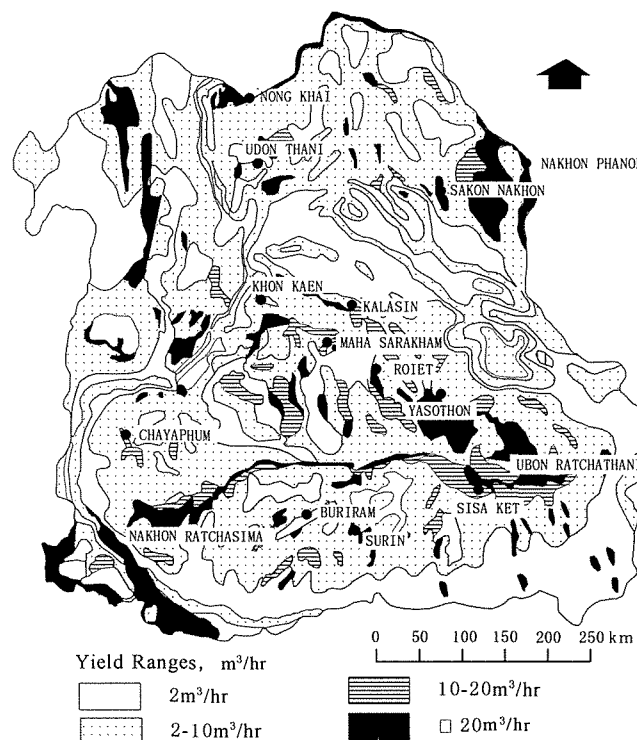 NONG KHAI
UDON THANI
NAKHON PHANO
SAKON NAKHON
KHON KAEN
KALASIN
MAHA SARAKHAM
ROIET
YASOTHON
CHAYAPHUM
UBON RATCHATHANI
SISA KET
BURIRAM
NAKHON RATCHASIMA
SURIN
0 50 100 150 200 250 km
Yield Ranges, m³/hr
2m³/hr
10-20m³/hr
2-10m³/hr
□ 20m³/hr